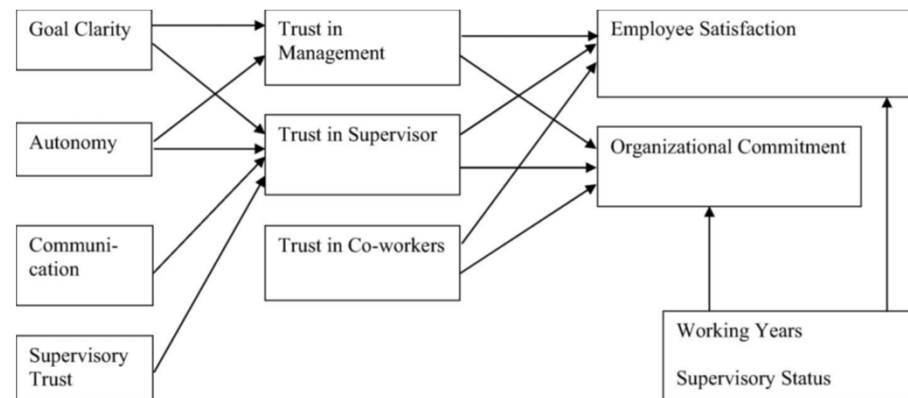 Goal Clarity
Autonomy
Communi-
cation
Supervisory
Trust
Trust in
Management
Trust in Supervisor
Trust in Co-workers
Employee Satisfaction
Organizational Commitment
Working Years
Supervisory Status